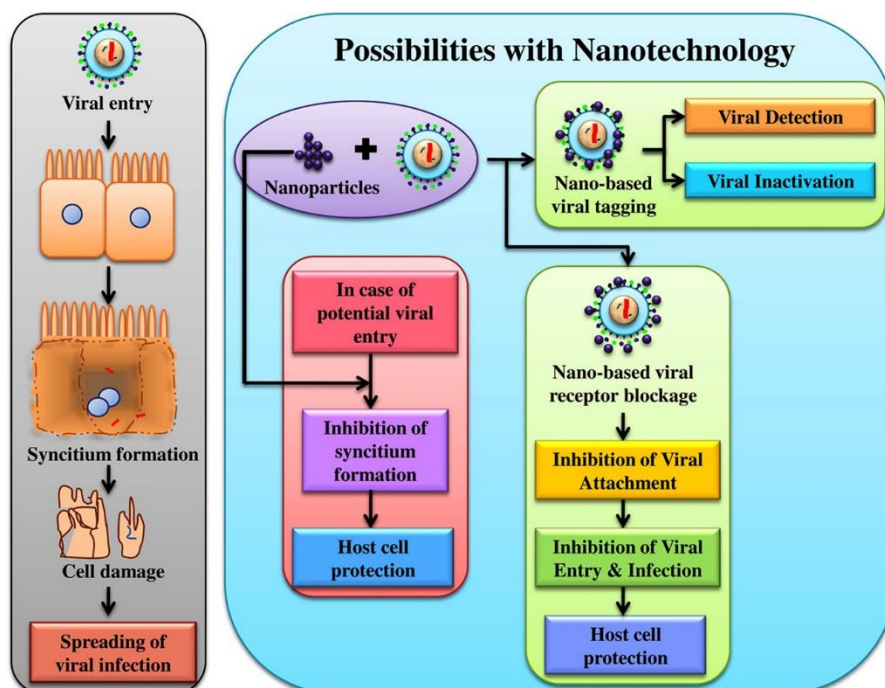 Viral entry
Syncitium formation
Cell damage
Spreading of
viral infection
Possibilities with Nanotechnology
Nanoparticles
+
Nano-based
viral tagging
Viral Detection
Viral Inactivation
In case of
potential viral
entry
Inhibition of
syncitium
formation
Host cell
protection
Nano-based viral
receptor blockage
Inhibition of Viral
Attachment
Inhibition of Viral
Entry & Infection
Host cell
protection